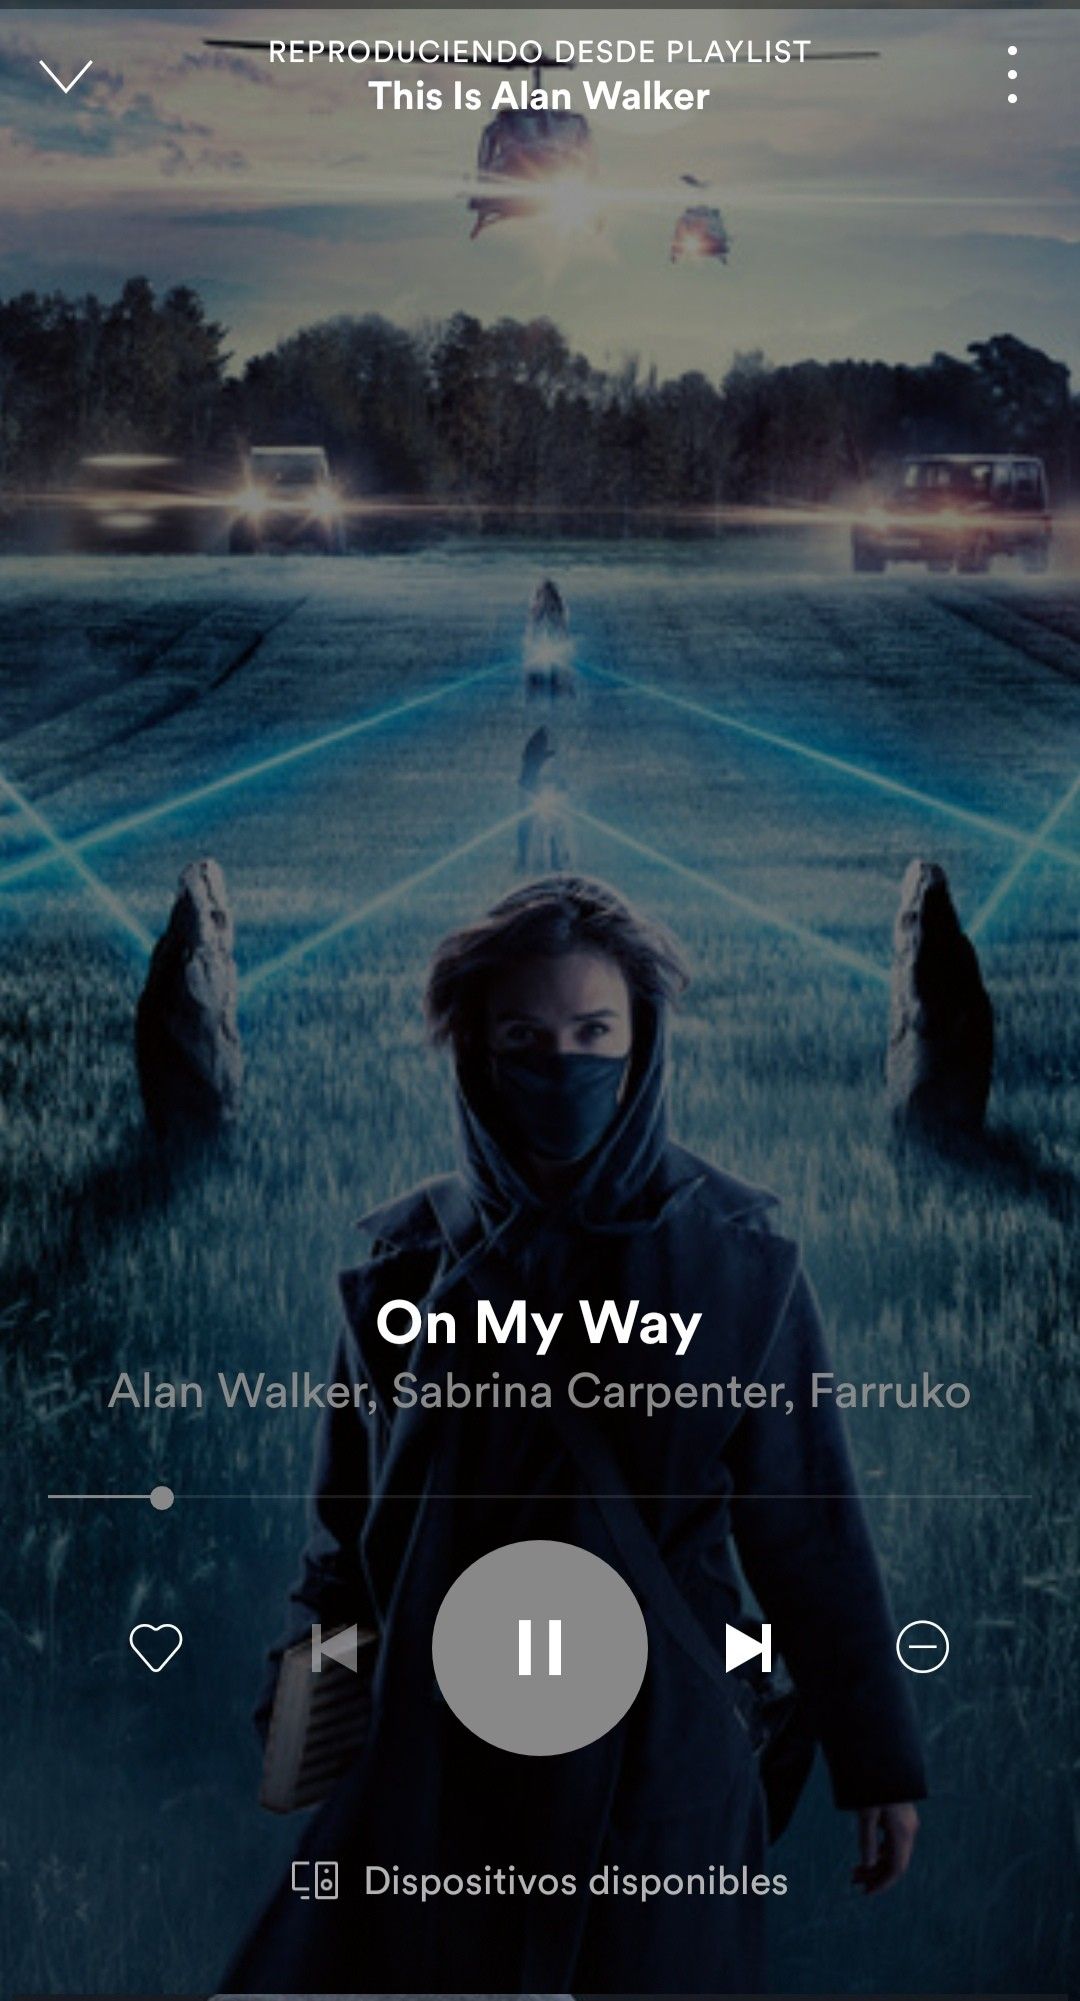 REPRODUCIENDO DESDE PLAYLIST
This Is Alan Walker
On My Way
Alan Walker, Sabrina Carpenter, Farruko
Dispositivos disponibles